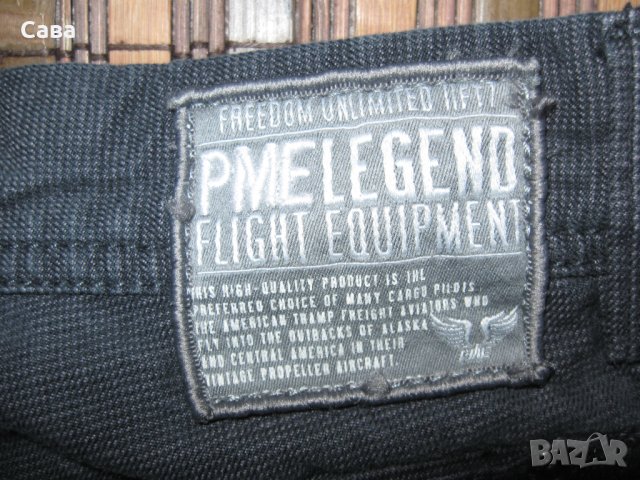 Сава
FREEDOM UNLIMITED
PME LEGEND
FLIGHT EQUIPMENT
THIS HIGH-QUALITY PRODUCT IS THE
PREFERRED CHOICE OF MANY CARGO PILOTS
THE AMERICAN TRAMP FREIGHT AVIATORS WHO
FLY INTO THE OUTBACKS OF ALASKA
AND CENTRAL AMERICA IN THEIR
VINTAGE PROPELLER AIRCRAFT.
PME
BAZAR